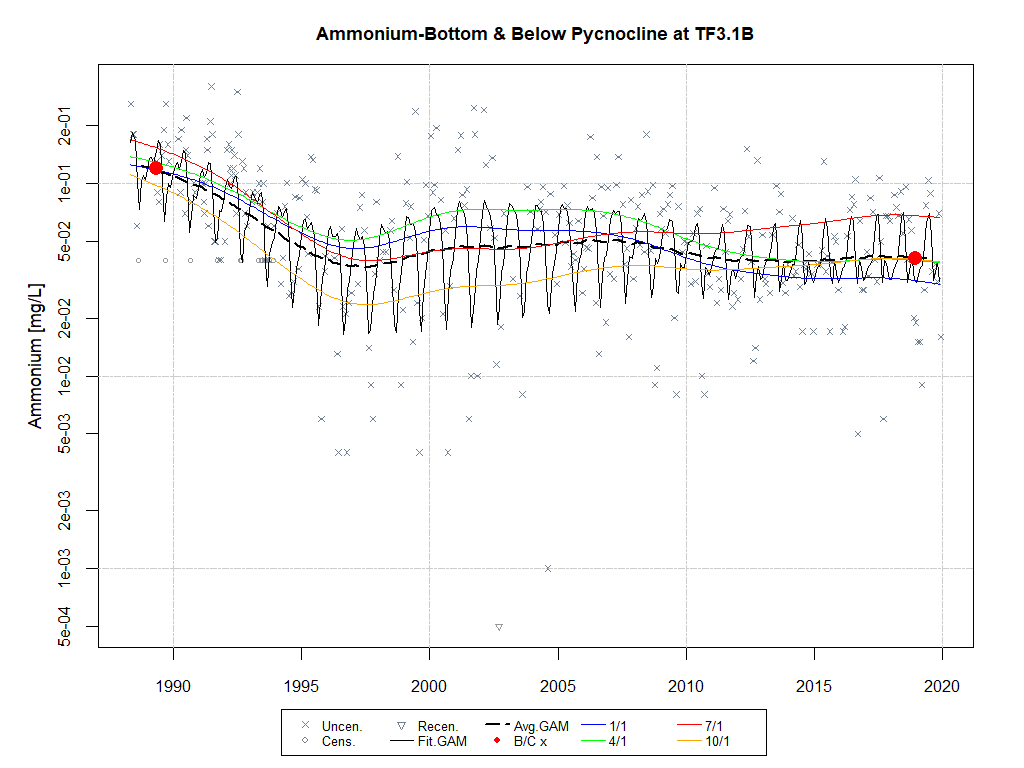 Ammonium-Bottom & Below Pycnocline at TF3.1B
Ammonium [mg/L]
2e-01
1e-01
5e-02
2e-02
1e-02
5e-03
2e-03
1e-03
5e-04
1990 1995 2000 2005 2010 2015 2020
Uncen. Recen. Avg.GAM 1/1 7/1
Cens. Fit.GAM B/C x 4/1 10/1